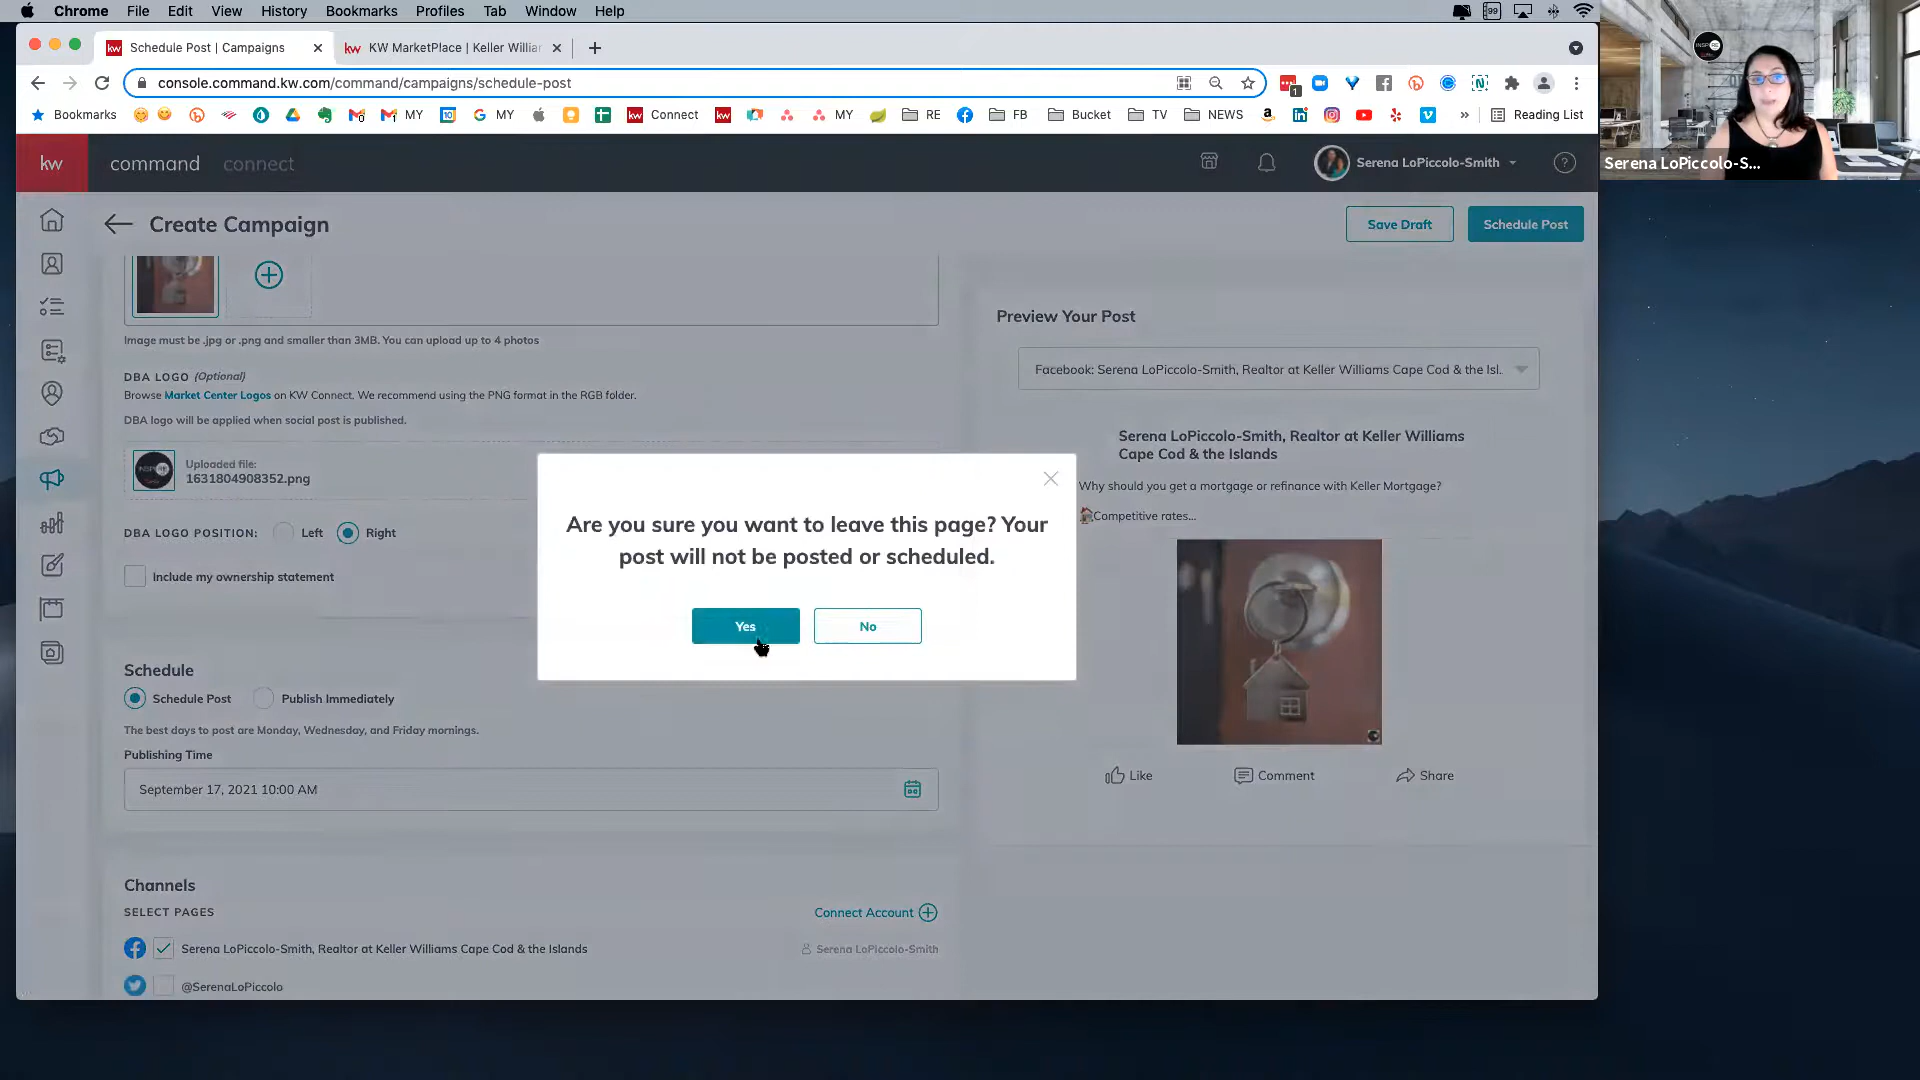 Chrome File Edit View History Bookmarks Profiles Tab Window Help
99
Schedule Post | Campaigns
kw KW MarketPlace | Keller Willia
console.command.kw.com/command/campaigns/schedule-post
1
Bookmarks MY MY kw Connect kw MY RE FB Bucket TV NEWS Reading List
INSPIRE
Serena LoPiccolo-S...
kw command connect Serena LoPiccolo-Smith
Create Campaign
Save Draft Schedule Post
Image must be .jpg or .png and smaller than 3MB. You can upload up to 4 photos
DBA LOGO (Optional)
Browse Market Center Logos on KW Connect. We recommend using the PNG format in the RGB folder.
DBA logo will be applied when social post is published.
INSPIRE
Uploaded file:
1631804908352.png
DBA LOGO POSITION: Left Right
Include my ownership statement
Schedule
Schedule Post Publish Immediately
The best days to post are Monday, Wednesday, and Friday mornings.
Publishing Time
September 17, 2021 10:00 AM
Channels
SELECT PAGES
Connect Account
Serena LoPiccolo-Smith, Realtor at Keller Williams Cape Cod & the Islands
Serena LoPiccolo-Smith
@SerenaLoPiccolo
Are you sure you want to leave this page? Your
post will not be posted or scheduled.
Yes No
Preview Your Post
Facebook: Serena LoPiccolo-Smith, Realtor at Keller Williams Cape Cod & the Isl..
Serena LoPiccolo-Smith, Realtor at Keller Williams
Cape Cod & the Islands
Why should you get a mortgage or refinance with Keller Mortgage?
Competitive rates...
Like Comment Share